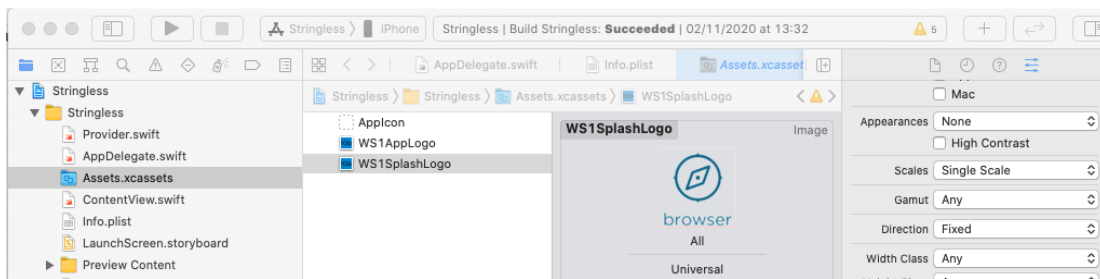 Stringless 〉 iPhone Stringless | Build Stringless: Succeeded | 02/11/2020 at 13:32 5
AppDelegate.swift Info.plist Assets.xcasset
Stringless
Stringless
Provider.swift
AppDelegate.swift
Assets.xcassets
ContentView.swift
Info.plist
LaunchScreen.storyboard
Preview Content
Stringless 〉 Stringless 〉 Assets.xcassets 〉 WS1SplashLogo
AppIcon
WS1AppLogo
WS1SplashLogo
WS1SplashLogo Image
browser
All
Universal
Mac
Appearances None
High Contrast
Scales Single Scale
Gamut Any
Direction Fixed
Width Class Any